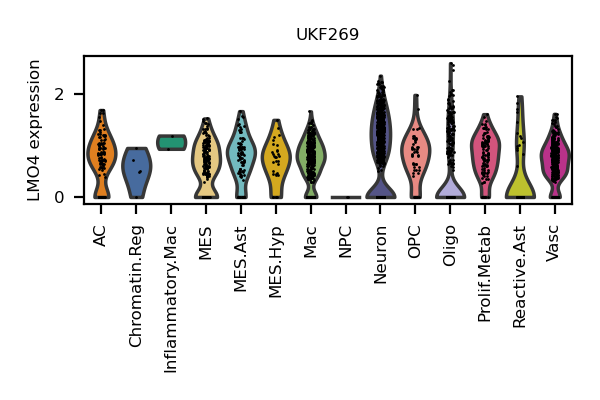 UKF269
LMO4 expression
2
0
AC
Chromatin.Reg
Inflammatory.Mac
MES
MES.Ast
MES.Hyp
Mac
NPC
Neuron
OPC
Oligo
Prolif.Metab
Reactive.Ast
Vasc